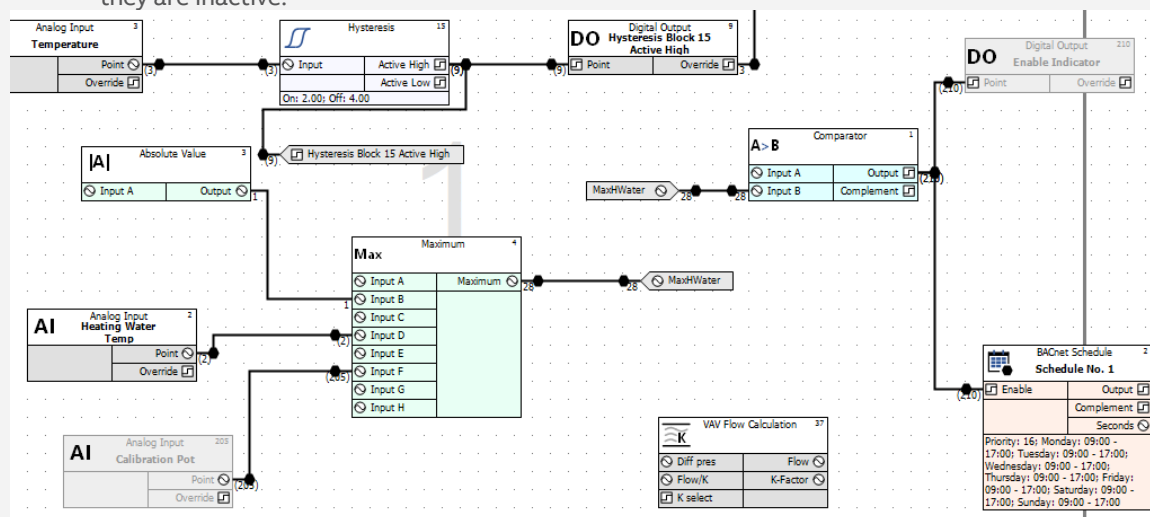 they are inactive.
Analog Input 3
Temperature
Point
(3)
Override
Hysteresis 15
(3)
Input
Active High
(9)
Active Low
On: 2.00; Off: 4.00
DO
Digital Output 9
Hysteresis Block 15
Active High
(9)
Point
Override
3
DO
Digital Output 210
Enable Indicator
(210)
Point
Override
|A|
Absolute Value 3
Input A
Output
1
(9)
Hysteresis Block 15 Active High
1
A>B
Comparator 1
Input A
Output
(210)
MaxHWater
28
28
Input B
Complement
Max
Maximum 4
Input A
Maximum
28
28
MaxHWater
1
Input B
Input C
(2)
Input D
Input E
(205)
Input F
Input G
Input H
AI
Analog Input 2
Heating Water
Temp
Point
(2)
Override
AI
Analog Input 205
Calibration Pot
Point
(205)
Override
K
VAV Flow Calculation 37
Diff pres
Flow
Flow/K
K-Factor
K select
BACnet Schedule 2
Schedule No. 1
(210)
Enable
Output
Complement
Seconds
Priority: 16; Monday: 09:00 -
17:00; Tuesday: 09:00 - 17:00;
Wednesday: 09:00 - 17:00;
Thursday: 09:00 - 17:00; Friday:
09:00 - 17:00; Saturday: 09:00 -
17:00; Sunday: 09:00 - 17:00